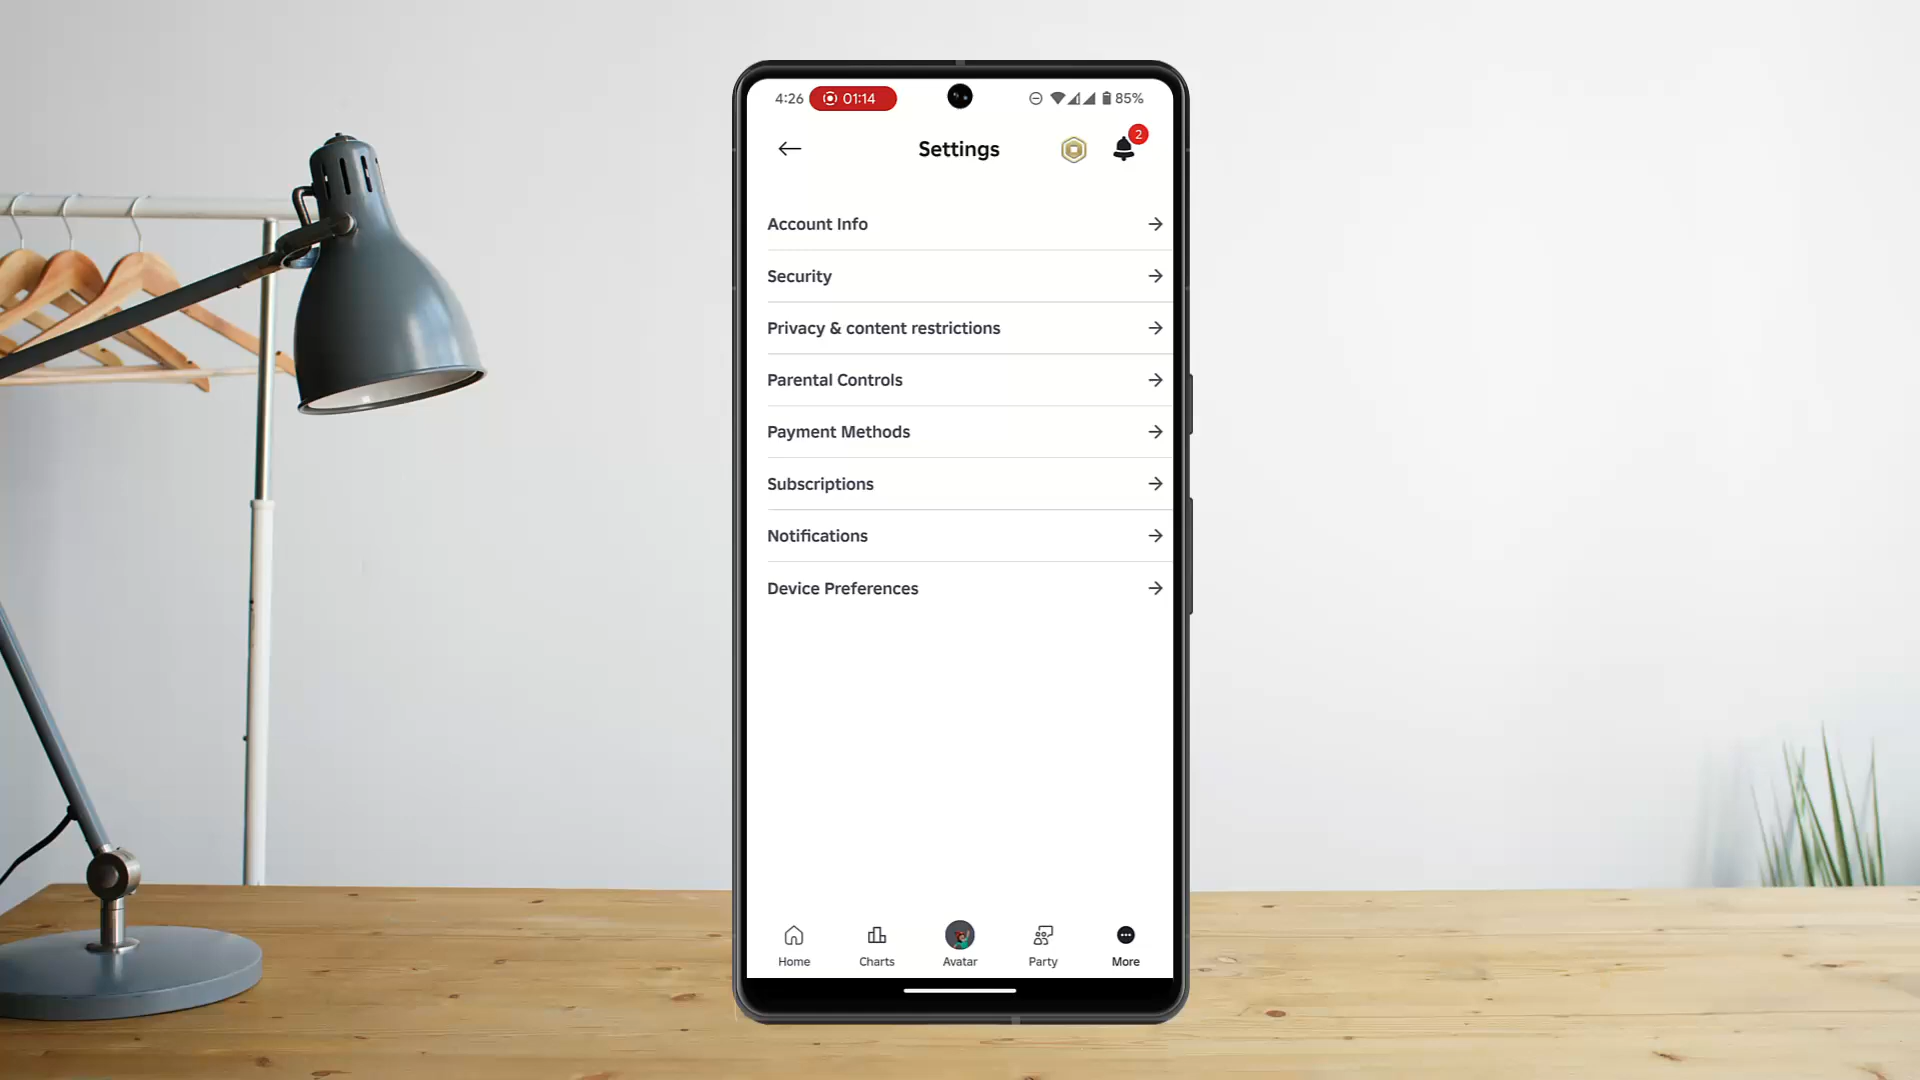 4:26 01:14 85%
Settings 2
Account Info
Security
Privacy & content restrictions
Parental Controls
Payment Methods
Subscriptions
Notifications
Device Preferences
Home Charts Avatar Party More